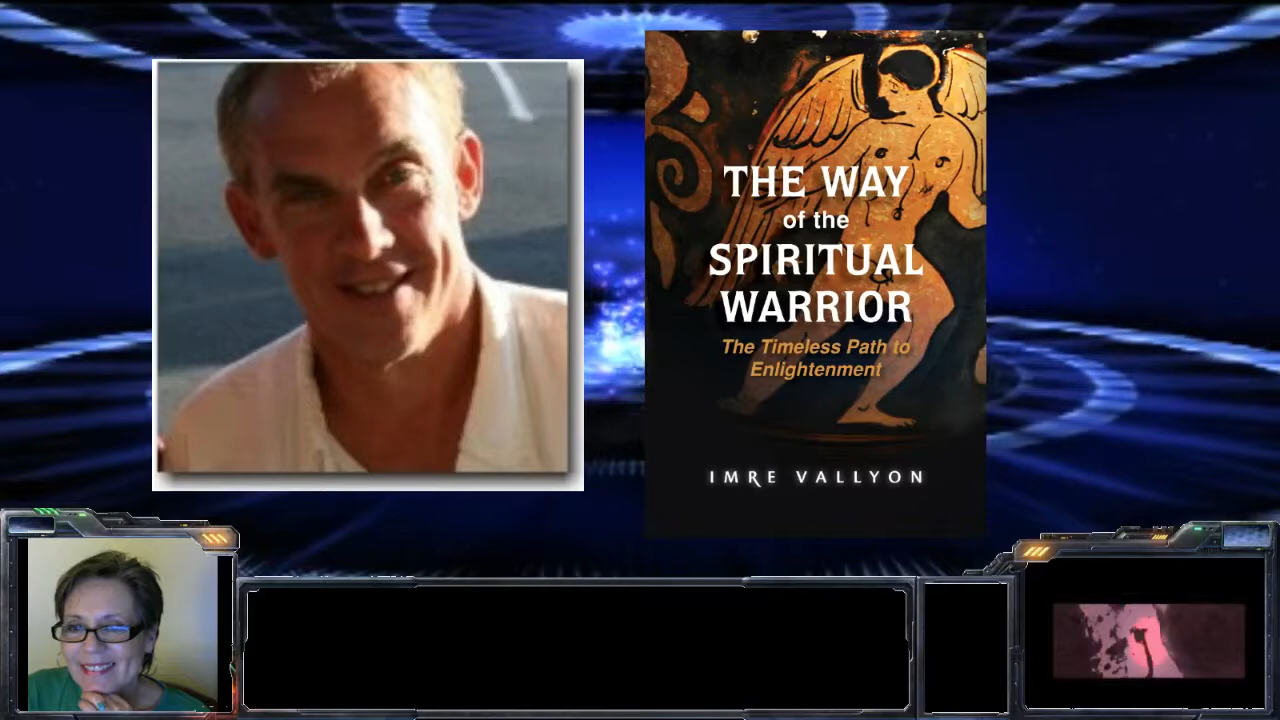 THE WAY
of the
SPIRITUAL
WARRIOR
The Timeless Path to
Enlightenment
IMRE VALLYON